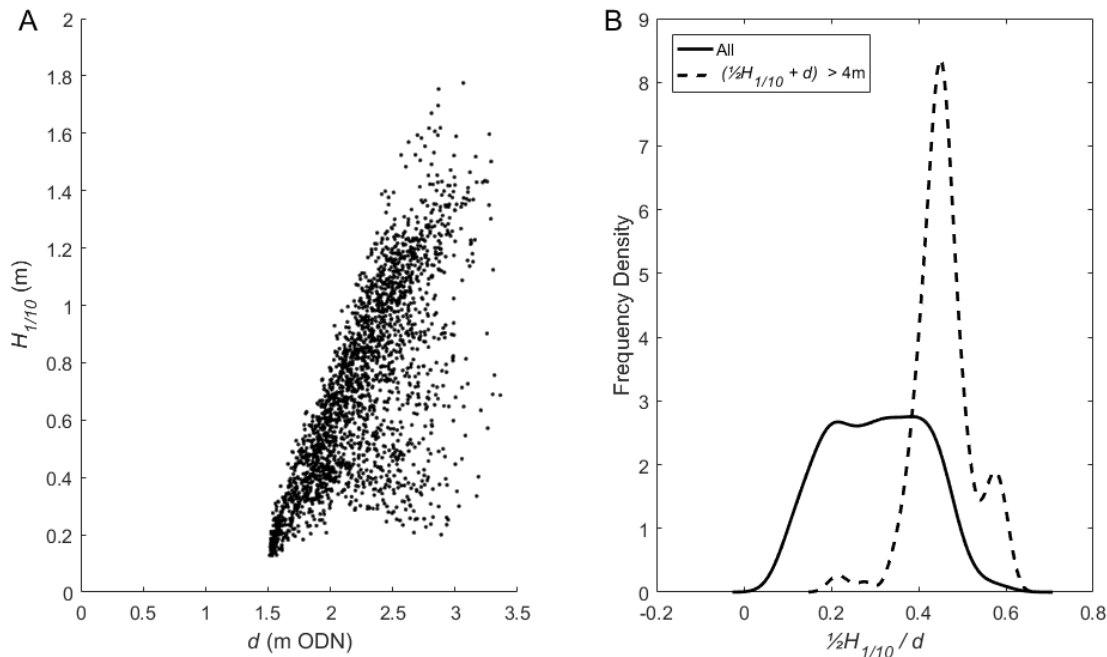 A
2
1.8
1.6
1.4
1.2
1
0.8
0.6
0.4
0.2
0
H1/10 (m)
0 0.5 1 1.5 2 2.5 3 3.5
d (m ODN)
B
9
8
7
6
5
4
3
2
1
0
Frequency Density
All
(½H1/10 + d) > 4m
-0.2 0 0.2 0.4 0.6 0.8
½H1/10 / d